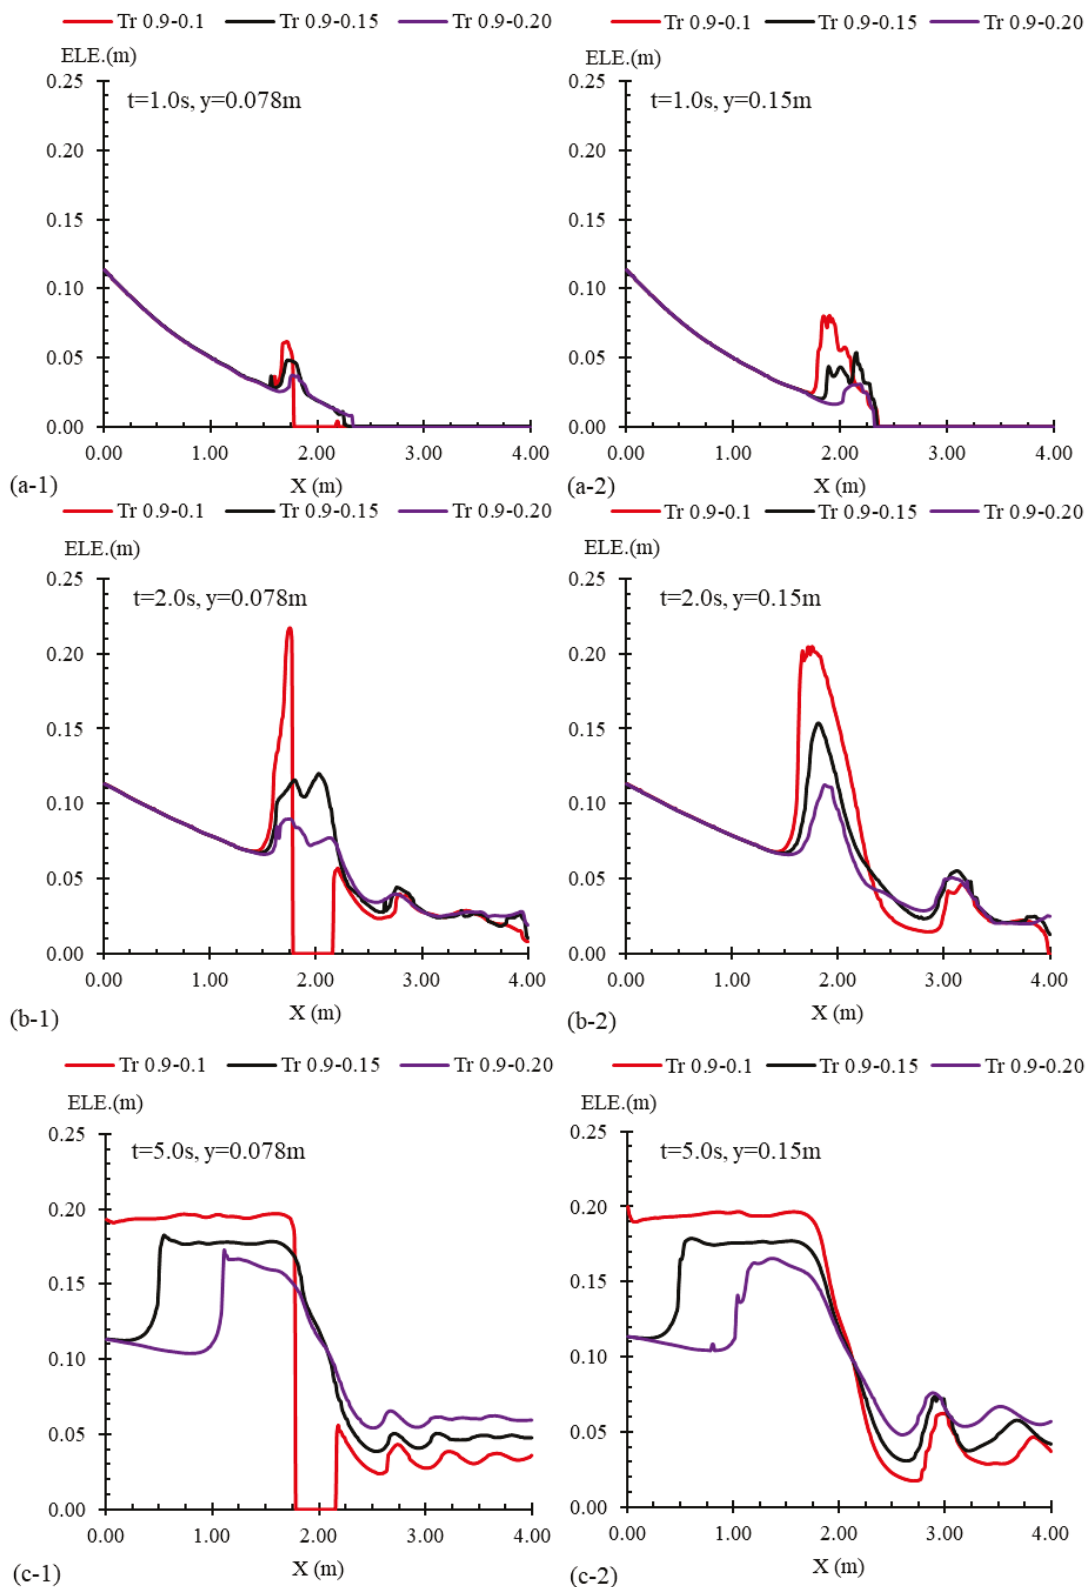 Tr 0.9-0.1 Tr 0.9-0.15 Tr 0.9-0.20
ELE.(m)
t=1.0s, y=0.078m
0.25
0.20
0.15
0.10
0.05
0.00
0.00 1.00 2.00 3.00 4.00
X (m)
(a-1)
Tr 0.9-0.1 Tr 0.9-0.15 Tr 0.9-0.20
ELE.(m)
t=1.0s, y=0.15m
0.25
0.20
0.15
0.10
0.05
0.00
0.00 1.00 2.00 3.00 4.00
X (m)
(a-2)
Tr 0.9-0.1 Tr 0.9-0.15 Tr 0.9-0.20
ELE.(m)
t=2.0s, y=0.078m
0.25
0.20
0.15
0.10
0.05
0.00
0.00 1.00 2.00 3.00 4.00
X (m)
(b-1)
Tr 0.9-0.1 Tr 0.9-0.15 Tr 0.9-0.20
ELE.(m)
t=2.0s, y=0.15m
0.25
0.20
0.15
0.10
0.05
0.00
0.00 1.00 2.00 3.00 4.00
X (m)
(b-2)
Tr 0.9-0.1 Tr 0.9-0.15 Tr 0.9-0.20
ELE.(m)
t=5.0s, y=0.078m
0.25
0.20
0.15
0.10
0.05
0.00
0.00 1.00 2.00 3.00 4.00
X (m)
(c-1)
Tr 0.9-0.1 Tr 0.9-0.15 Tr 0.9-0.20
ELE.(m)
t=5.0s, y=0.15m
0.25
0.20
0.15
0.10
0.05
0.00
0.00 1.00 2.00 3.00 4.00
X (m)
(c-2)